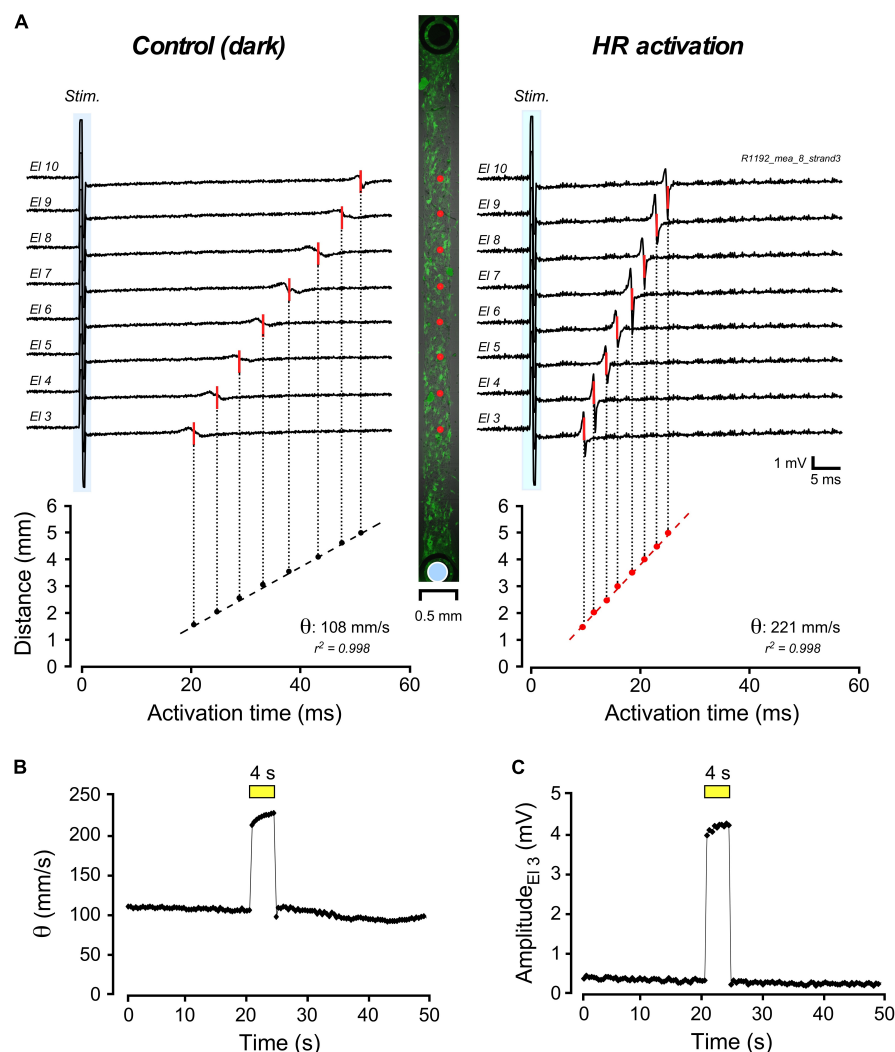 A
Control (dark)
HR activation
Stim.
Stim.
R1192_mea_8_strand3
El 10
El 9
El 8
El 7
El 6
El 5
El 4
El 3
El 10
El 9
El 8
El 7
El 6
El 5
El 4
El 3
1 mV
5 ms
Distance (mm)
6
5
4
3
2
1
0
θ: 108 mm/s
r² = 0.998
0 20 40 60
Activation time (ms)
0.5 mm
6
5
4
3
2
1
0
θ: 221 mm/s
r² = 0.998
0 20 40 60
Activation time (ms)
B
4 s
θ (mm/s)
250
200
150
100
50
0
0 10 20 30 40 50
Time (s)
C
4 s
Amplitude El 3 (mV)
5
4
3
2
1
0
0 10 20 30 40 50
Time (s)